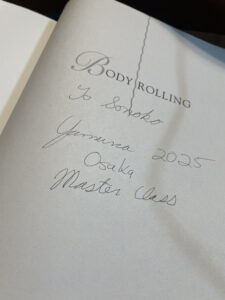 BODY ROLLING
To Sonoko
Yamuna 2025
Osaka
Master Class